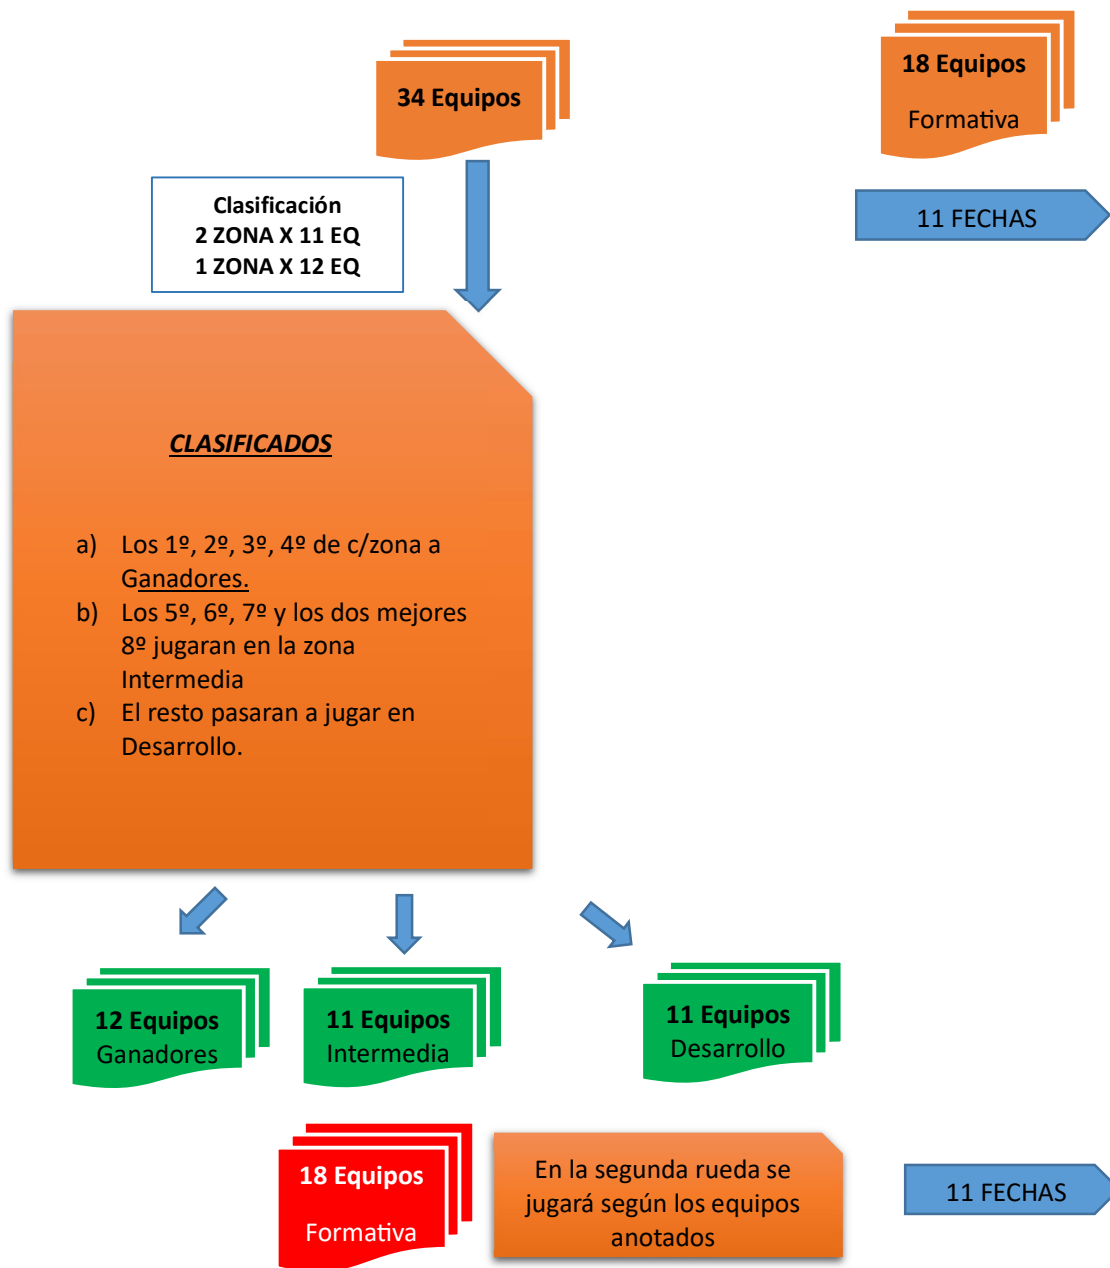 34 Equipos
18 Equipos
Formativa
Clasificación
2 ZONA X 11 EQ
1 ZONA X 12 EQ
11 FECHAS
CLASIFICADOS
a) Los 1º, 2º, 3º, 4º de c/zona a
Ganadores.
b) Los 5º, 6º, 7º y los dos mejores
8º jugaran en la zona
Intermedia
c) El resto pasaran a jugar en
Desarrollo.
12 Equipos
Ganadores
11 Equipos
Intermedia
11 Equipos
Desarrollo
18 Equipos
Formativa
En la segunda rueda se
jugará según los equipos
anotados
11 FECHAS